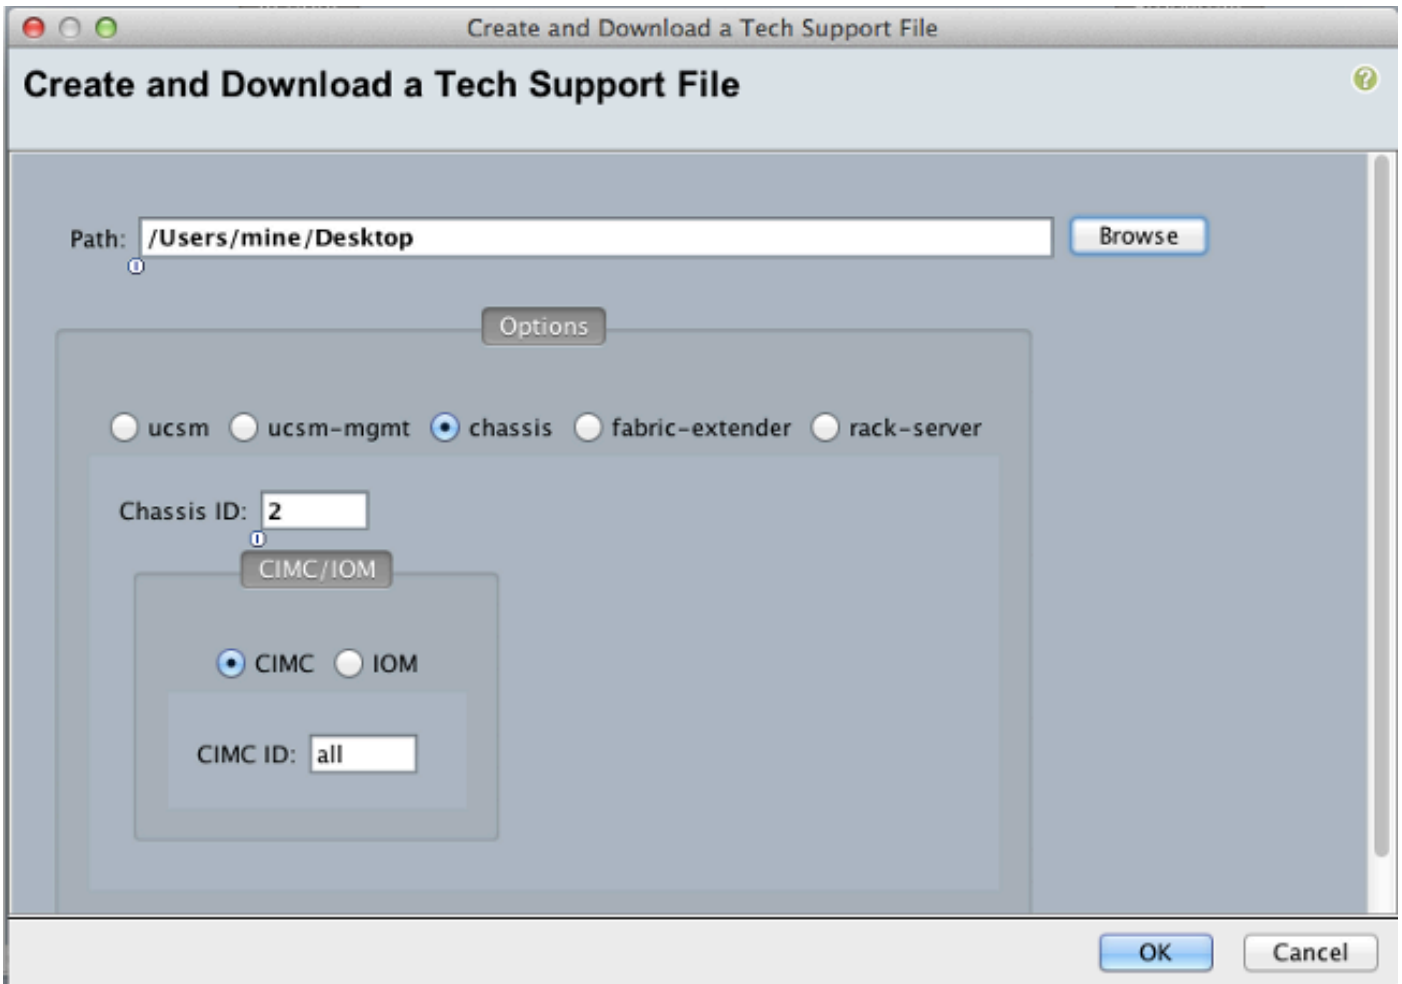 Create and Download a Tech Support File
Create and Download a Tech Support File
Path: /Users/mine/Desktop Browse
Options
ucsm ucsm-mgmt chassis fabric-extender rack-server
Chassis ID: 2
CIMC/IOM
CIMC IOM
CIMC ID: all
OK Cancel